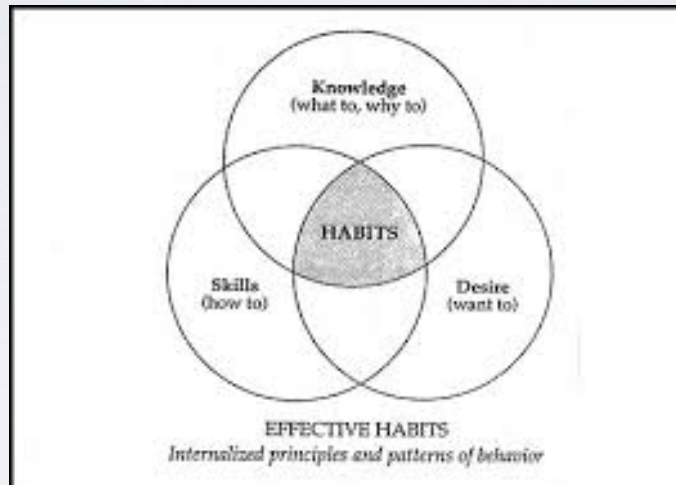 Knowledge
(what to, why to)
HABITS
Skills
(how to)
Desire
(want to)
EFFECTIVE HABITS
Internalized principles and patterns of behavior